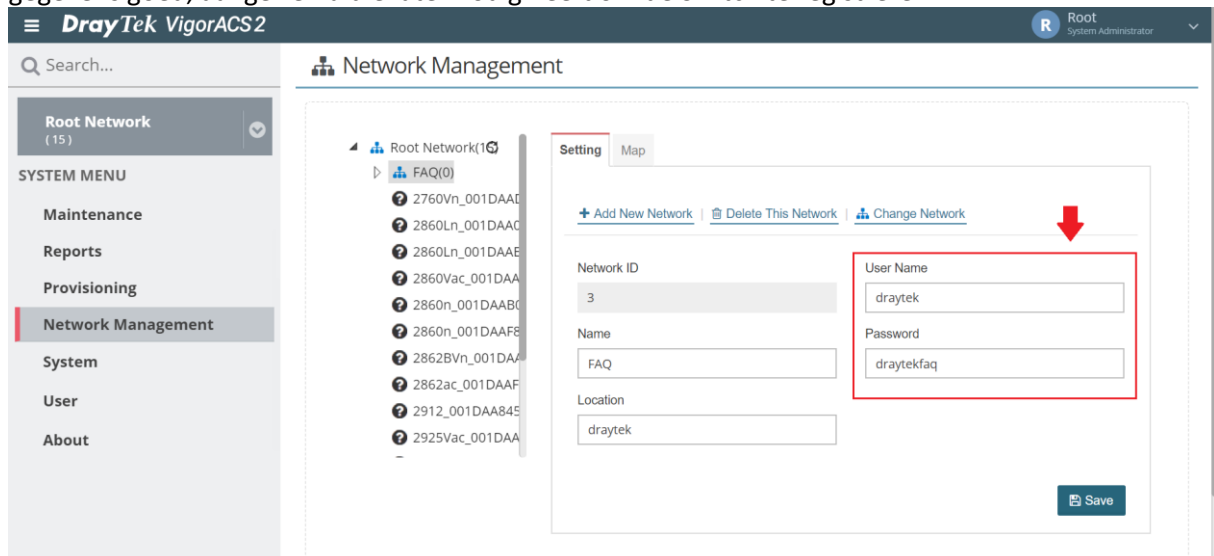 DrayTek VigorACS 2
R Root
System Administrator
Search...
Network Management
Root Network
(15)
SYSTEM MENU
Maintenance
Reports
Provisioning
Network Management
System
User
About
Root Network(1
FAQ(0)
2760Vn_001DAAD
2860Ln_001DAAC
2860Ln_001DAAE
2860Vac_001DAA
2860n_001DAAB0
2860n_001DAAF8
2862BVn_001DAA
2862ac_001DAAF
2912_001DAA845
2925Vac_001DAA
Setting Map
+ Add New Network | Delete This Network | Change Network
Network ID
3
Name
FAQ
Location
draytek
User Name
draytek
Password
draytekfaq
Save